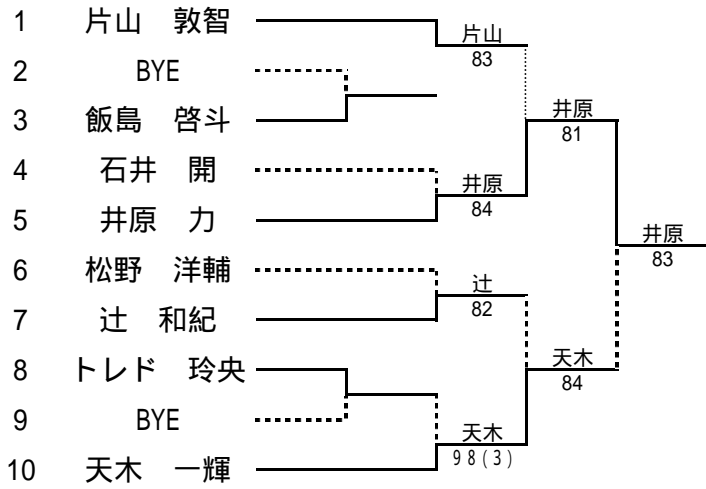 1 片山 敦智
片山
83
2 BYE
井原
81
3 飯島 啓斗
4 石井 開
井原
84
5 井原 力
井原
83
6 松野 洋輔
辻
82
7 辻 和紀
天木
84
8 トレド 玲央
9 BYE
天木
98(3)
10 天木 一輝